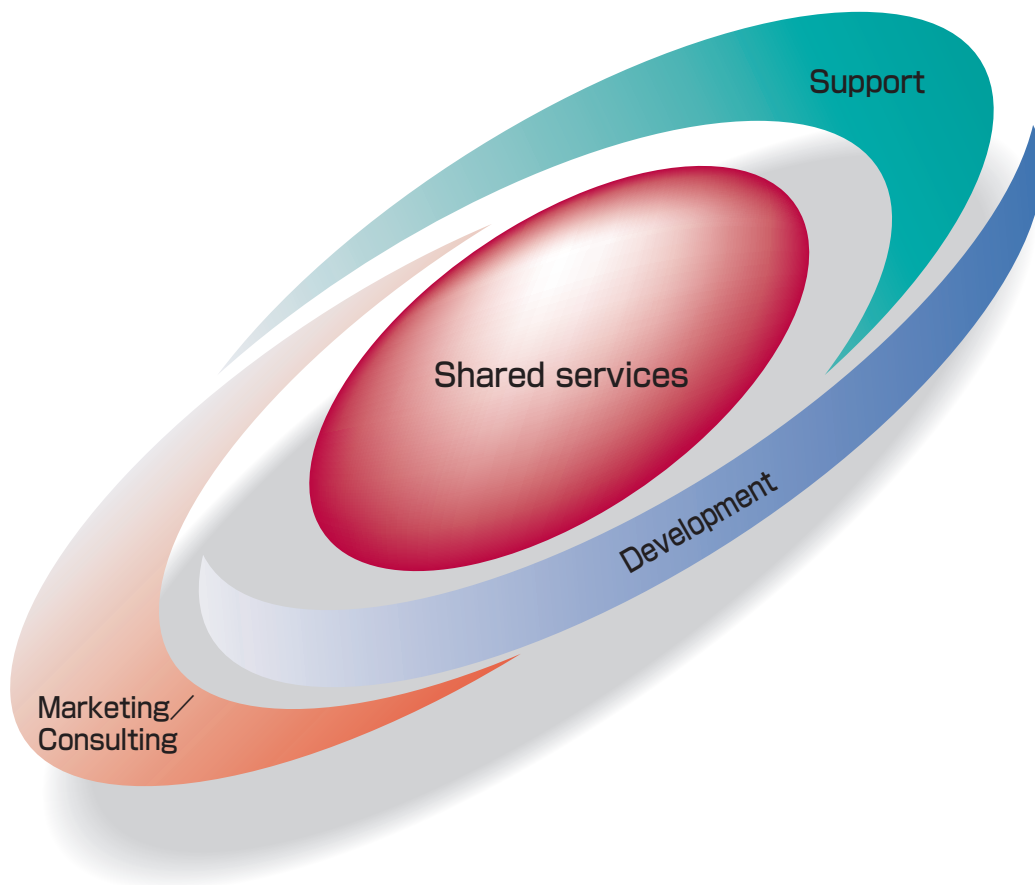 Support
Shared services
Development
Marketing/
Consulting